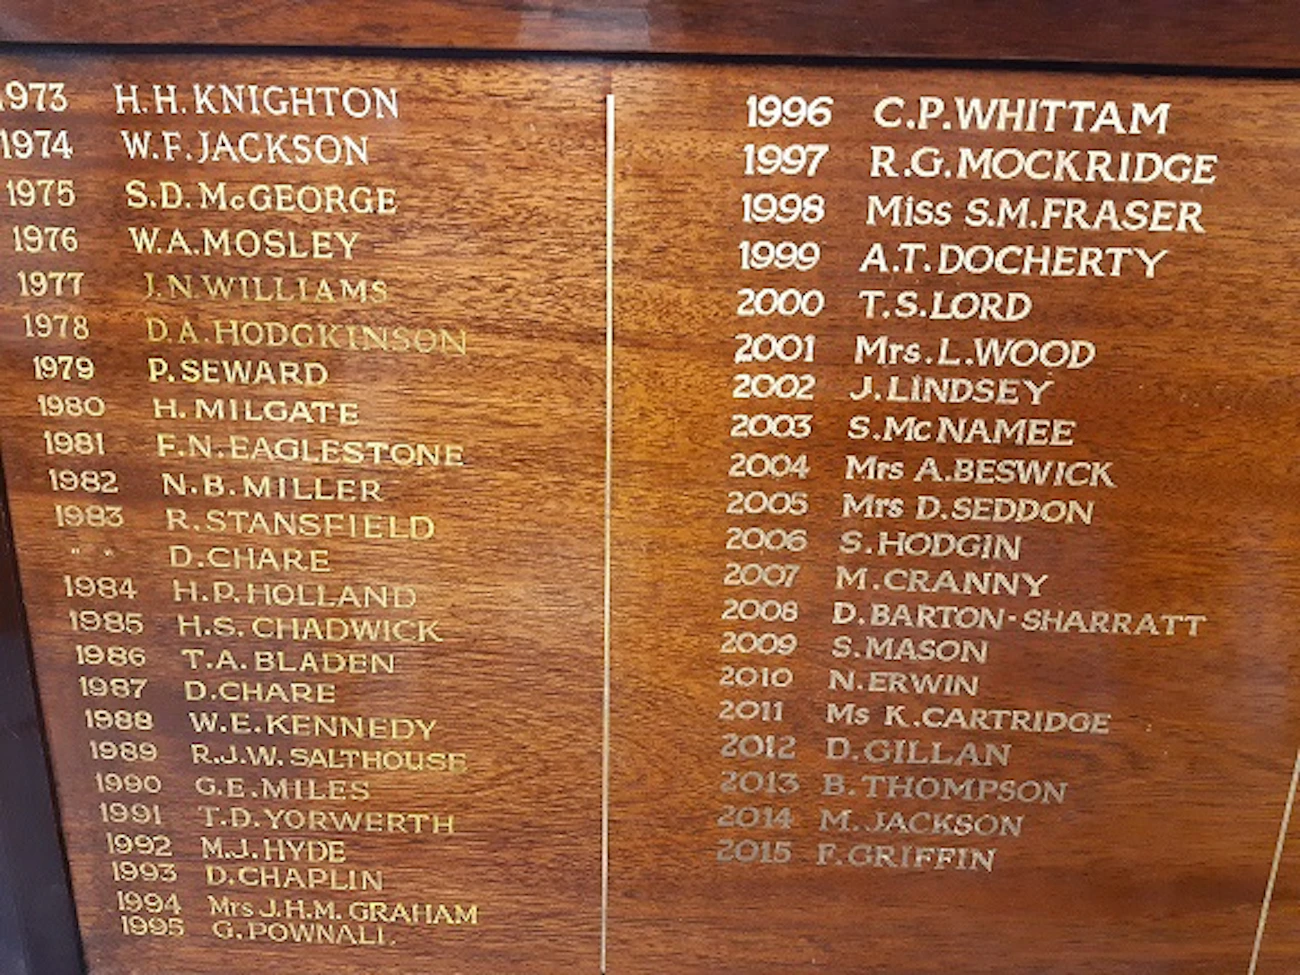 1973 H.H.KNIGHTON
1974 W.F.JACKSON
1975 S.D. McGEORGE
1976 W.A.MOSLEY
1977 J.N.WILLIAMS
1978 D.A.HODGKINSON
1979 P.SEWARD
1980 H.MILGATE
1981 F.N.EAGLESTONE
1982 N.B.MILLER
1983 R.STANSFIELD
" " D.CHARE
1984 H.P.HOLLAND
1985 H.S.CHADWICK
1986 T.A.BLADEN
1987 D.CHARE
1988 W.E.KENNEDY
1989 R.J.W. SALTHOUSE
1990 G.E.MILES
1991 T.D.YORWERTH
1992 M.J.HYDE
1993 D.CHAPLIN
1994 Mrs J.H.M. GRAHAM
1995 G.POWNALL
1996 C.P.WHITTAM
1997 R.G.MOCKRIDGE
1998 Miss S.M.FRASER
1999 A.T.DOCHERTY
2000 T.S.LORD
2001 Mrs.L.WOOD
2002 J.LINDSEY
2003 S.McNAMEE
2004 Mrs A.BESWICK
2005 Mrs D.SEDDON
2006 S.HODGIN
2007 M.CRANNY
2008 D.BARTON-SHARRATT
2009 S.MASON
2010 N.ERWIN
2011 Ms K.CARTRIDGE
2012 D.GILLAN
2013 B.THOMPSON
2014 M.JACKSON
2015 F.GRIFFIN